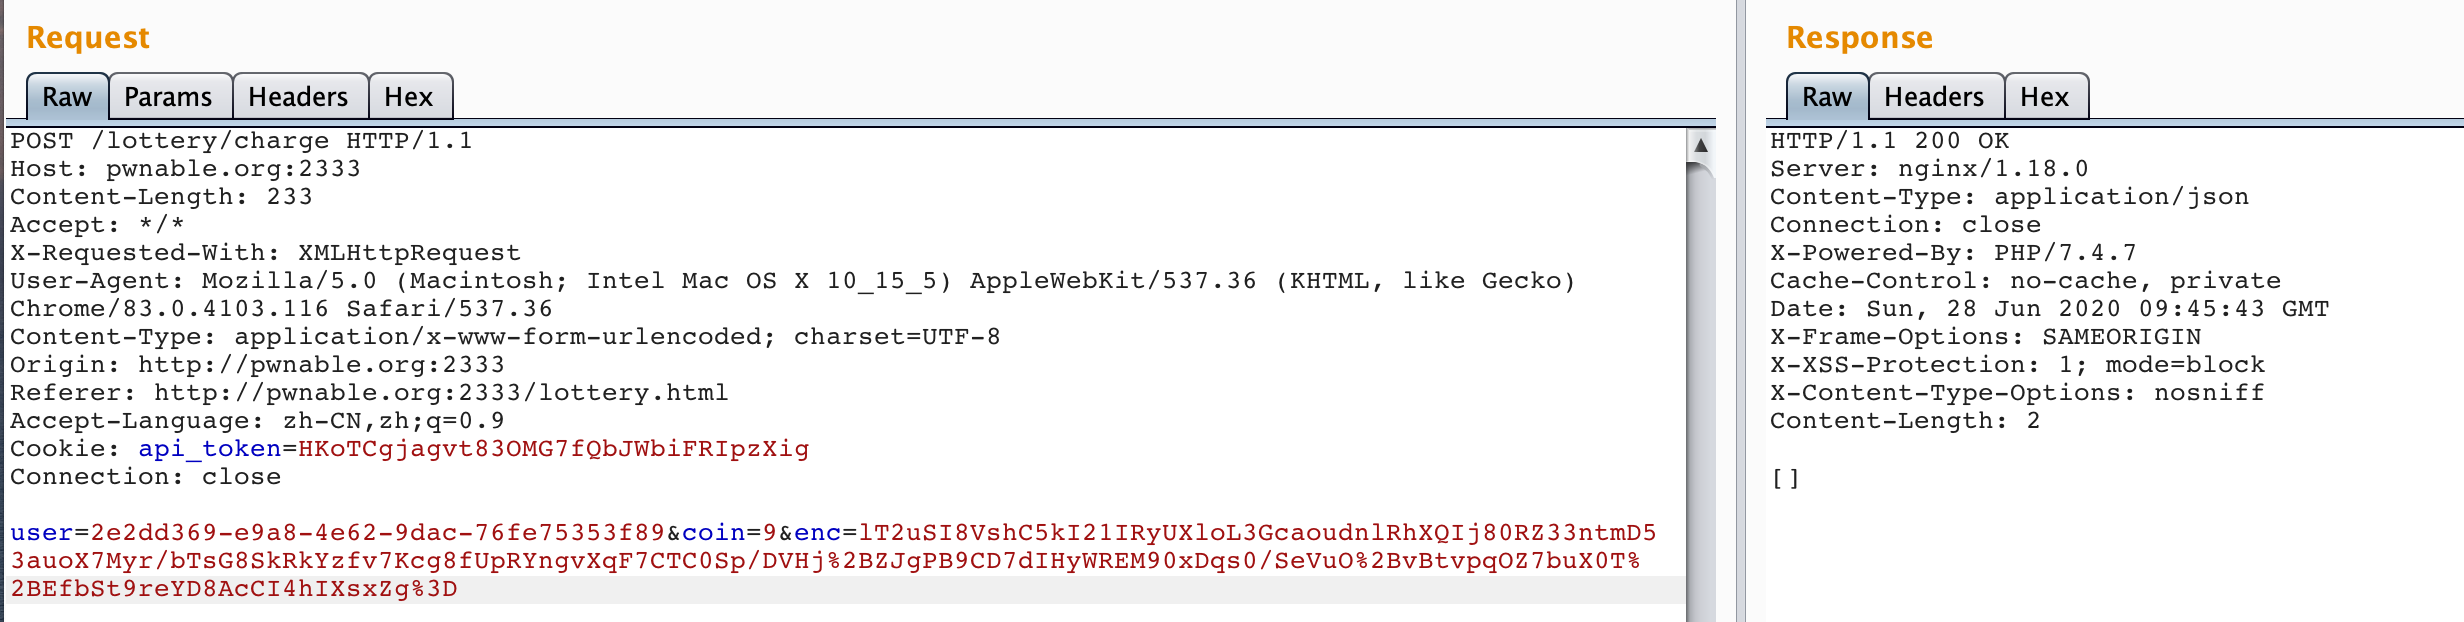 Request
Raw Params Headers Hex
POST /lottery/charge HTTP/1.1
Host: pwnable.org:2333
Content-Length: 233
Accept: */*
X-Requested-With: XMLHttpRequest
User-Agent: Mozilla/5.0 (Macintosh; Intel Mac OS X 10_15_5) AppleWebKit/537.36 (KHTML, like Gecko)
Chrome/83.0.4103.116 Safari/537.36
Content-Type: application/x-www-form-urlencoded; charset=UTF-8
Origin: http://pwnable.org:2333
Referer: http://pwnable.org:2333/lottery.html
Accept-Language: zh-CN,zh;q=0.9
Cookie: api_token=HKoTCgjagvt83OMG7fQbJWbiFRIpzXig
Connection: close
user=2e2dd369-e9a8-4e62-9dac-76fe75353f89&coin=9&enc=lT2uSI8VshC5kI21IRyUXloL3GcaoudnlRhXQIj80RZ33ntmD5
3auoX7Myr/bTsG8SkRkYzfv7Kcg8fUpRYngvXqF7CTC0Sp/DVHj%2BZJgPB9CD7dIHyWREM90xDqs0/SeVuO%2BvBtvpqOZ7buX0T%
2BEfbSt9reYD8AcCI4hIXsxZg%3D
Response
Raw Headers Hex
HTTP/1.1 200 OK
Server: nginx/1.18.0
Content-Type: application/json
Connection: close
X-Powered-By: PHP/7.4.7
Cache-Control: no-cache, private
Date: Sun, 28 Jun 2020 09:45:43 GMT
X-Frame-Options: SAMEORIGIN
X-XSS-Protection: 1; mode=block
X-Content-Type-Options: nosniff
Content-Length: 2
[]